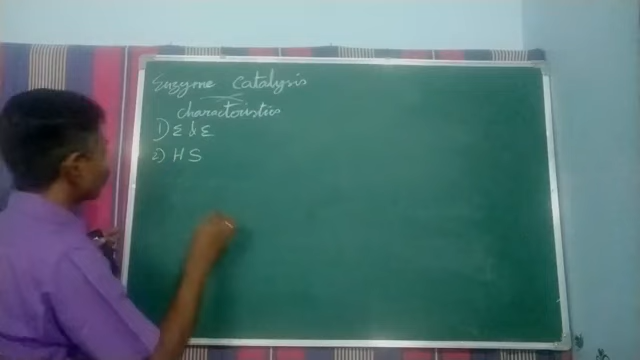 Enzyme Catalysis
characteristics
1) E & E
2) H S